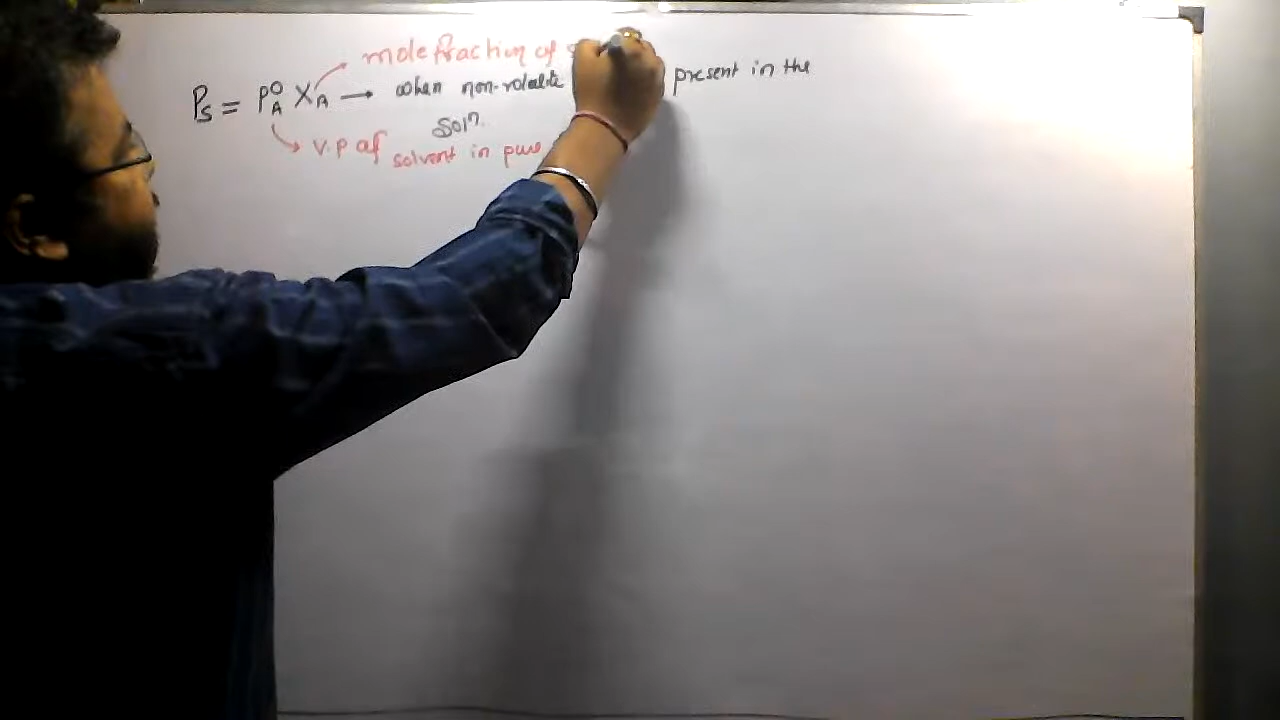 mole fraction of
Ps = P°A XA → when non-volatile present in the
Solⁿ.
→ V.P of solvent in pure